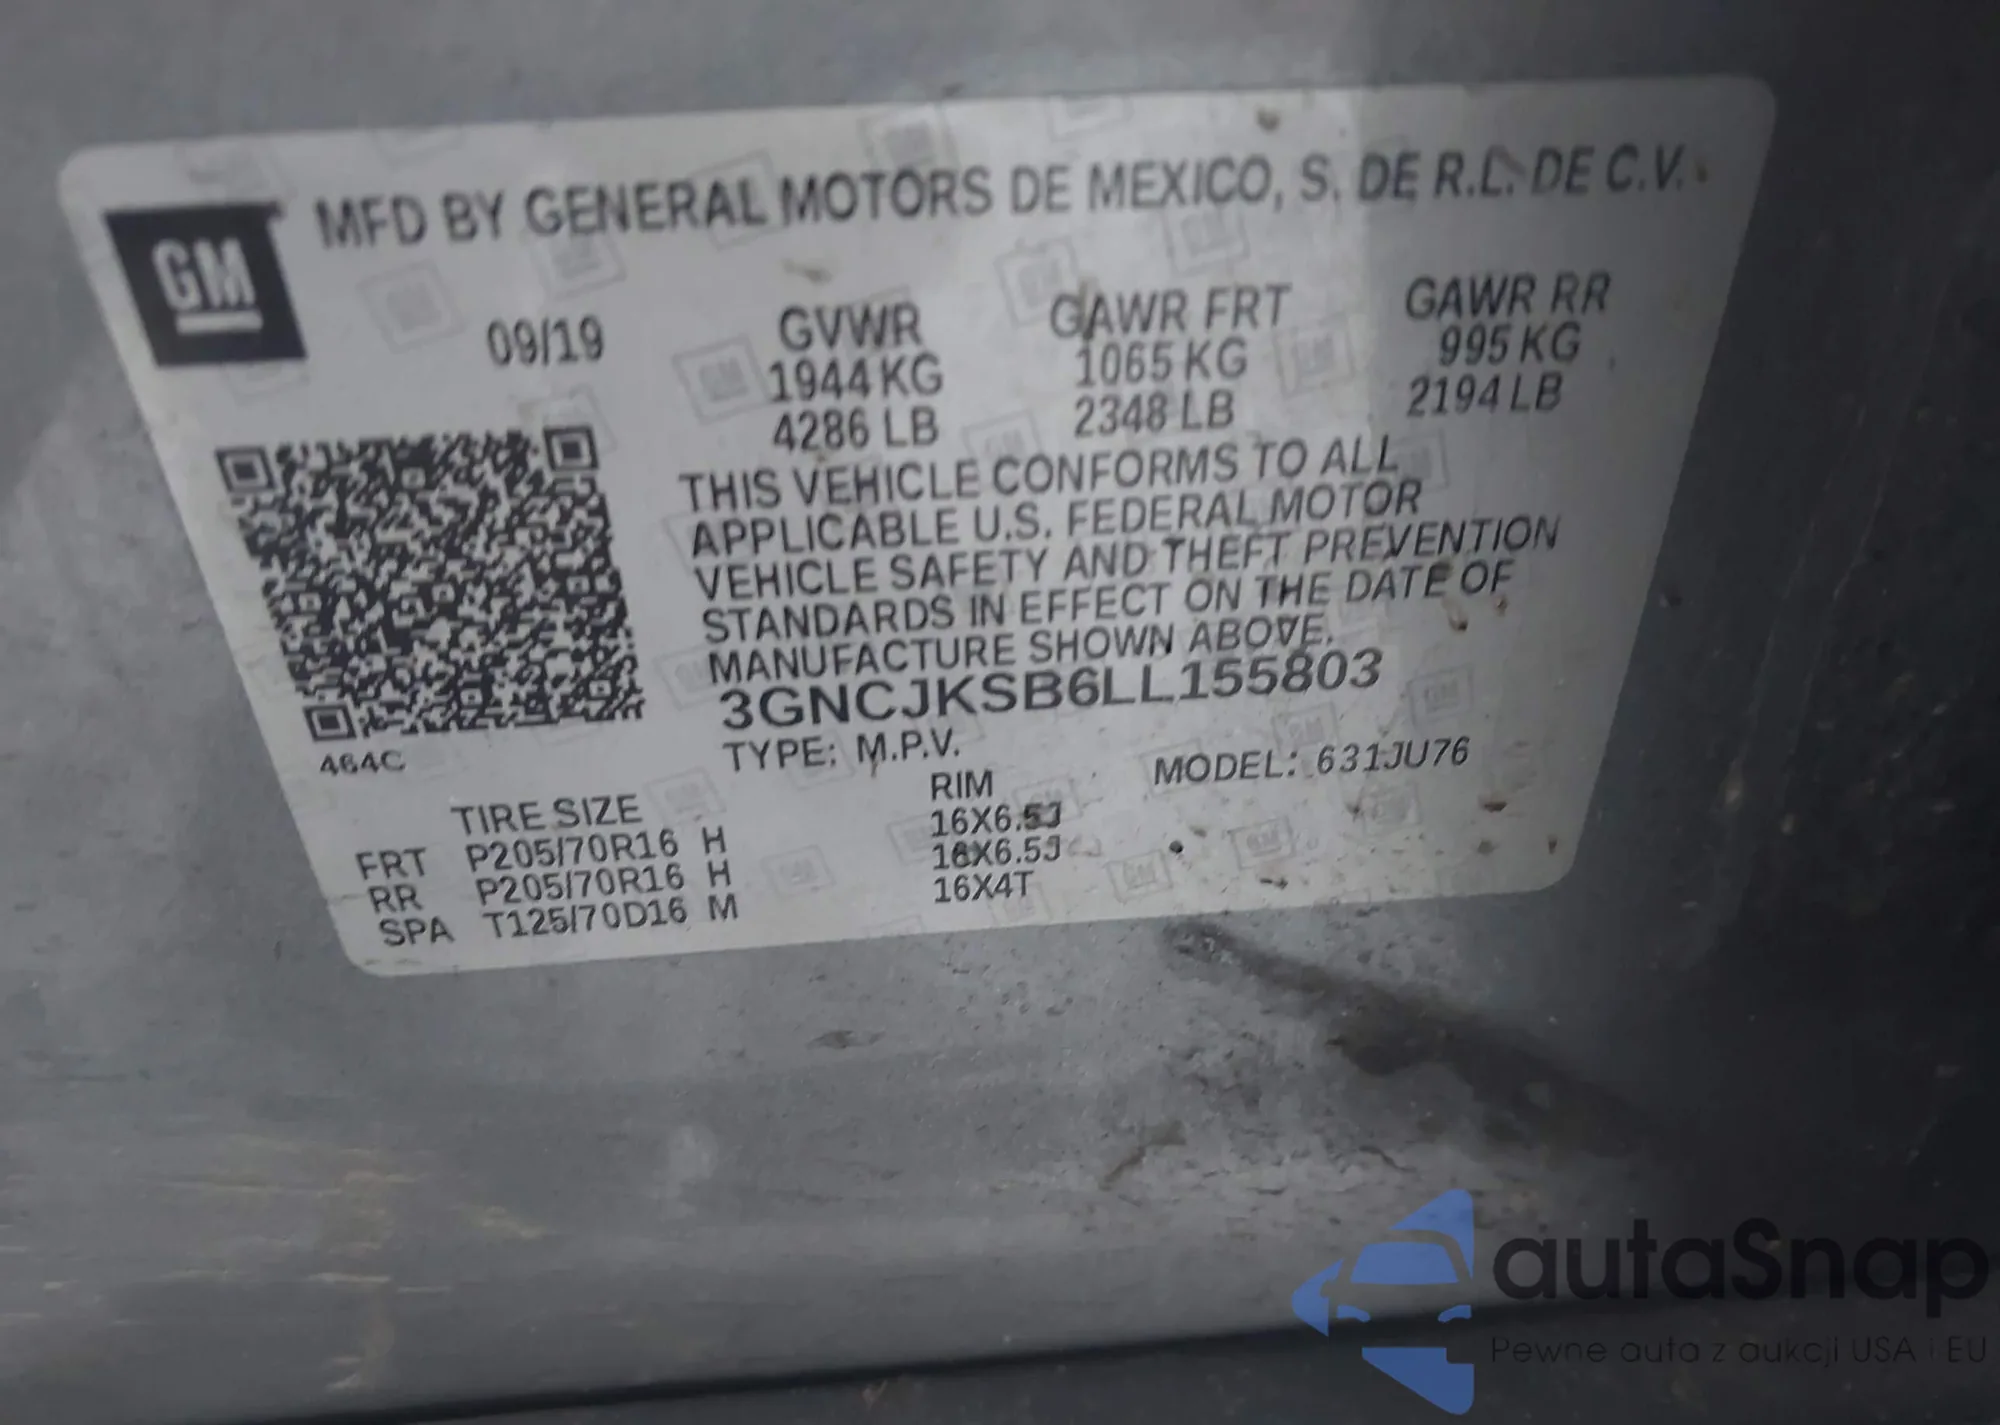 GM
MFD BY GENERAL MOTORS DE MEXICO, S. DE R.L. DE C.V.
09/19 GVWR GAWR FRT GAWR RR
1944 KG 1065 KG 995 KG
4286 LB 2348 LB 2194 LB
THIS VEHICLE CONFORMS TO ALL
APPLICABLE U.S. FEDERAL MOTOR
VEHICLE SAFETY AND THEFT PREVENTION
STANDARDS IN EFFECT ON THE DATE OF
MANUFACTURE SHOWN ABOVE.
3GNCJKSB6LL155803
464C
TYPE: M.P.V. MODEL: 631JU76
TIRE SIZE RIM
FRT P205/70R16 H 16X6.5J
RR P205/70R16 H 16X6.5J
SPA T125/70D16 M 16X4T
autaSnap
Pewne auta z aukcji USA i EU